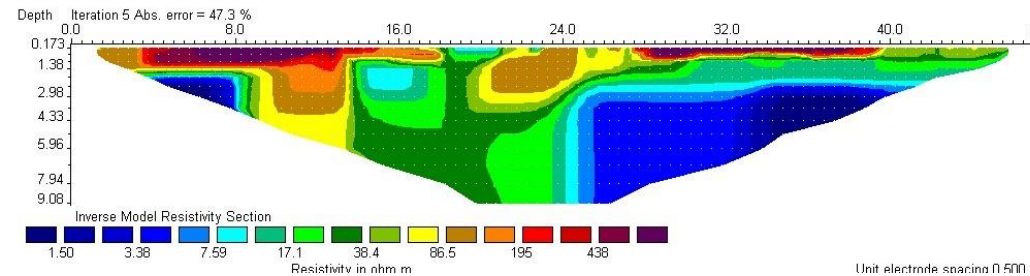 Depth Iteration 5 Abs. error = 47.3 %
0.0 8.0 16.0 24.0 32.0 40.0
0.173
1.38
2.98
4.33
5.96
7.94
9.08
Inverse Model Resistivity Section
1.50 3.38 7.59 17.1 38.4 86.5 195 438
Resistivity in ohm.m
Unit electrode spacing 0.500